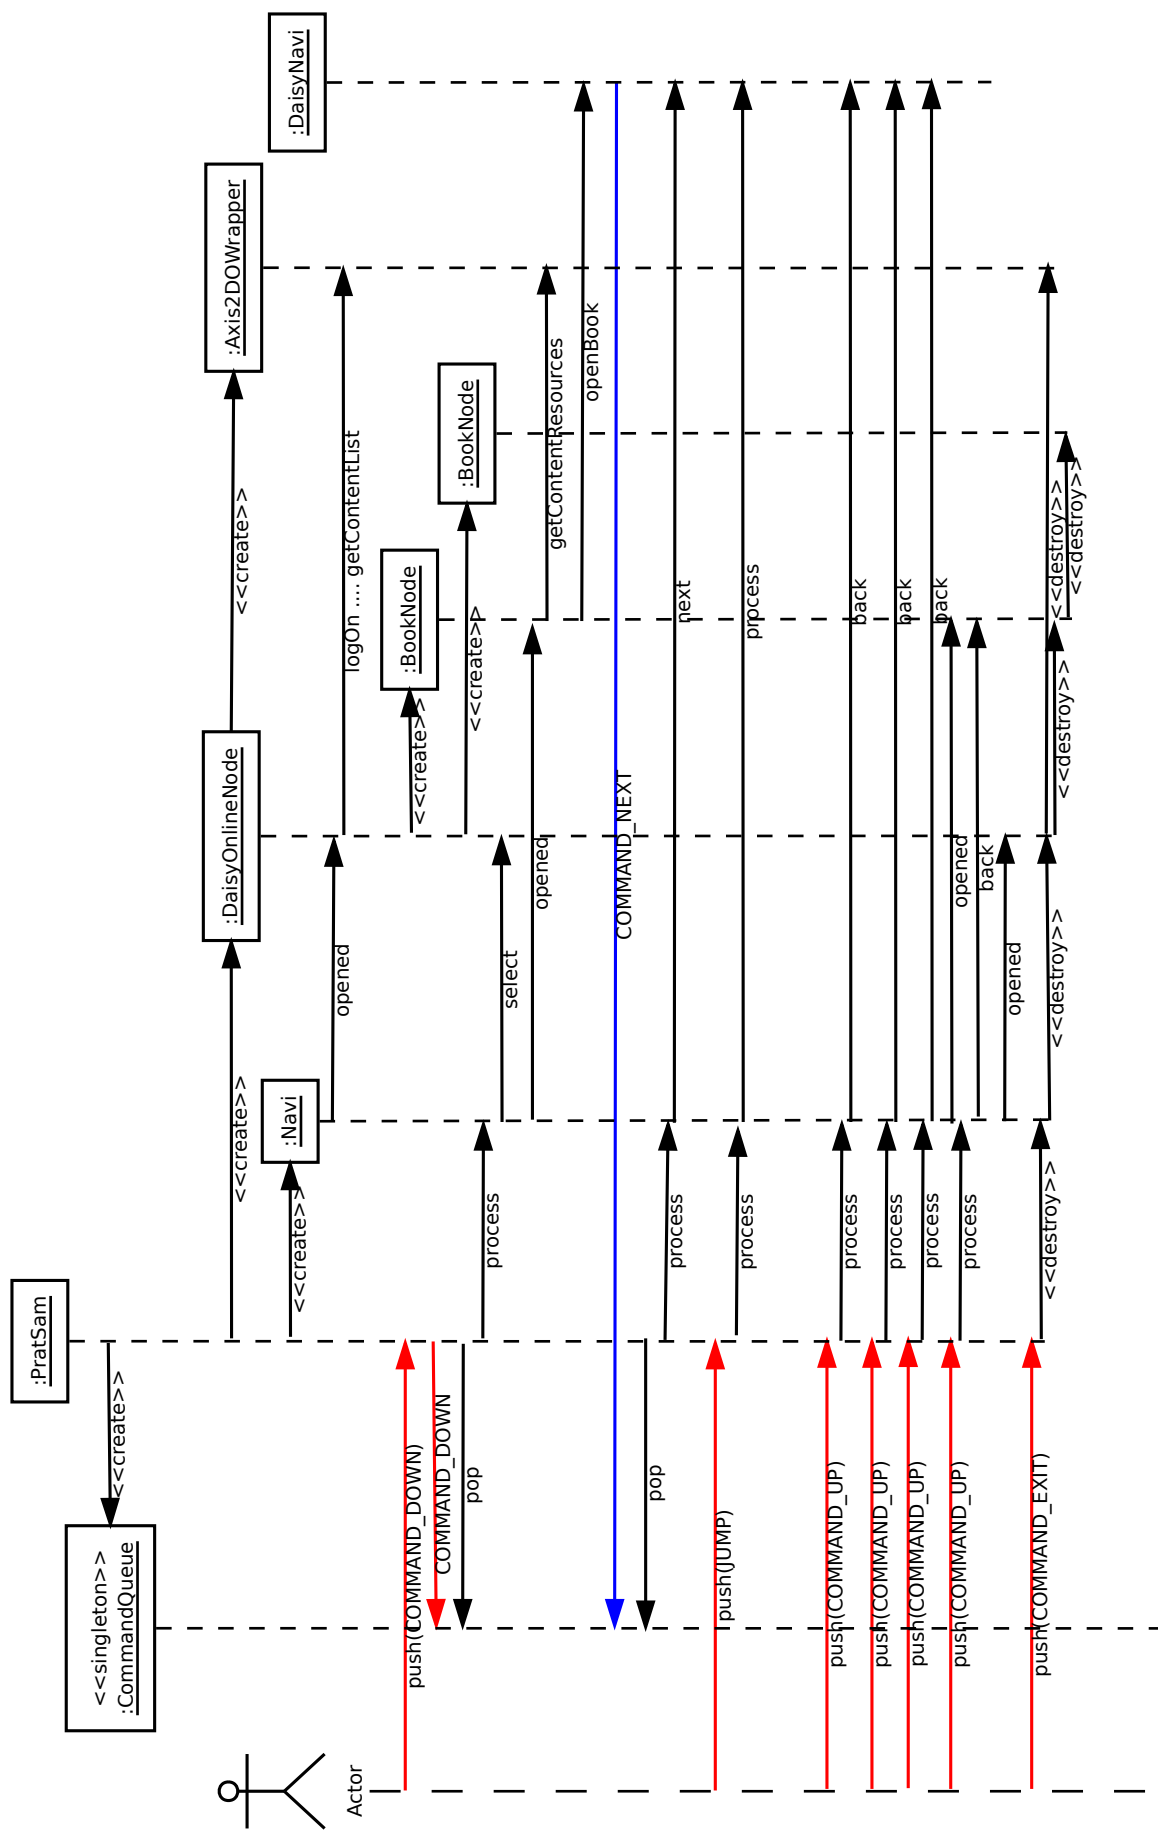 Actor
<<singleton>>
:CommandQueue
:PratSam
:Navi
:DaisyOnlineNode
:BookNode
:BookNode
:Axis2DOWrapper
:DaisyNavi
<<create>>
<<create>>
<<create>>
<<create>>
opened
logOn .... getContentList
push(COMMAND_DOWN)
<<create>>
COMMAND_DOWN
pop
<<create>>
process
select
opened
getContentResources
openBook
COMMAND_NEXT
pop
process
next
push(JUMP)
process
process
push(COMMAND_UP)
process
back
push(COMMAND_UP)
process
back
push(COMMAND_UP)
process
back
push(COMMAND_UP)
process
opened
back
opened
push(COMMAND_EXIT)
<<destroy>>
<<destroy>>
<<destroy>>
<<destroy>>
<<destroy>>